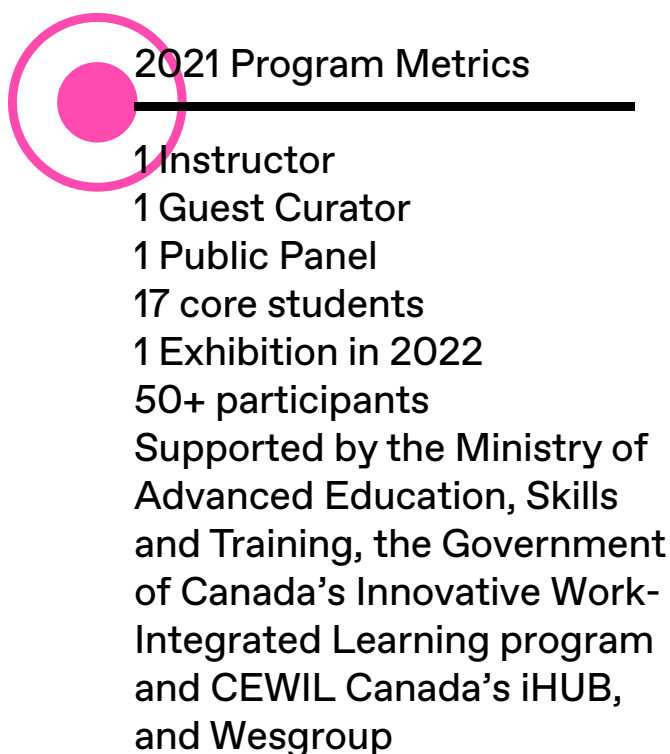 2021 Program Metrics
1 Instructor
1 Guest Curator
1 Public Panel
17 core students
1 Exhibition in 2022
50+ participants
Supported by the Ministry of
Advanced Education, Skills
and Training, the Government
of Canada’s Innovative Work-
Integrated Learning program
and CEWIL Canada’s iHUB,
and Wesgroup